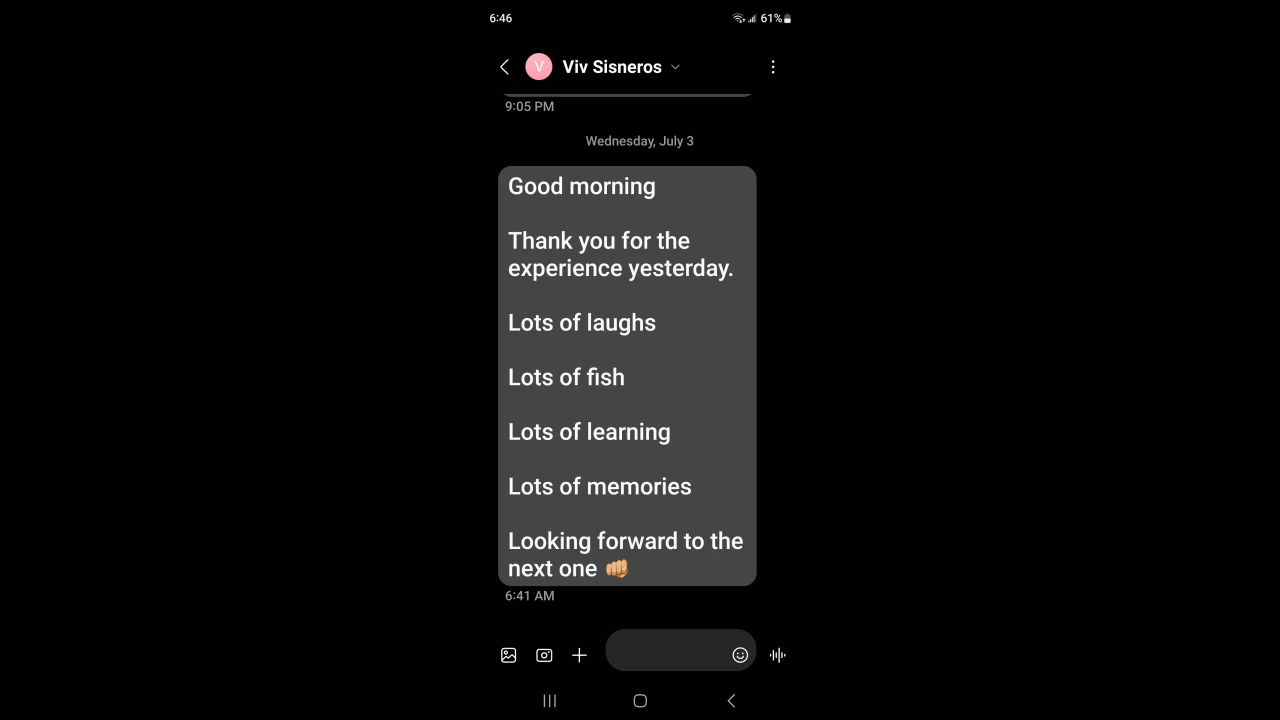 6:46
61%
V
Viv Sisneros
9:05 PM
Wednesday, July 3
Good morning
Thank you for the
experience yesterday.
Lots of laughs
Lots of fish
Lots of learning
Lots of memories
Looking forward to the
next one 👊🏼
6:41 AM